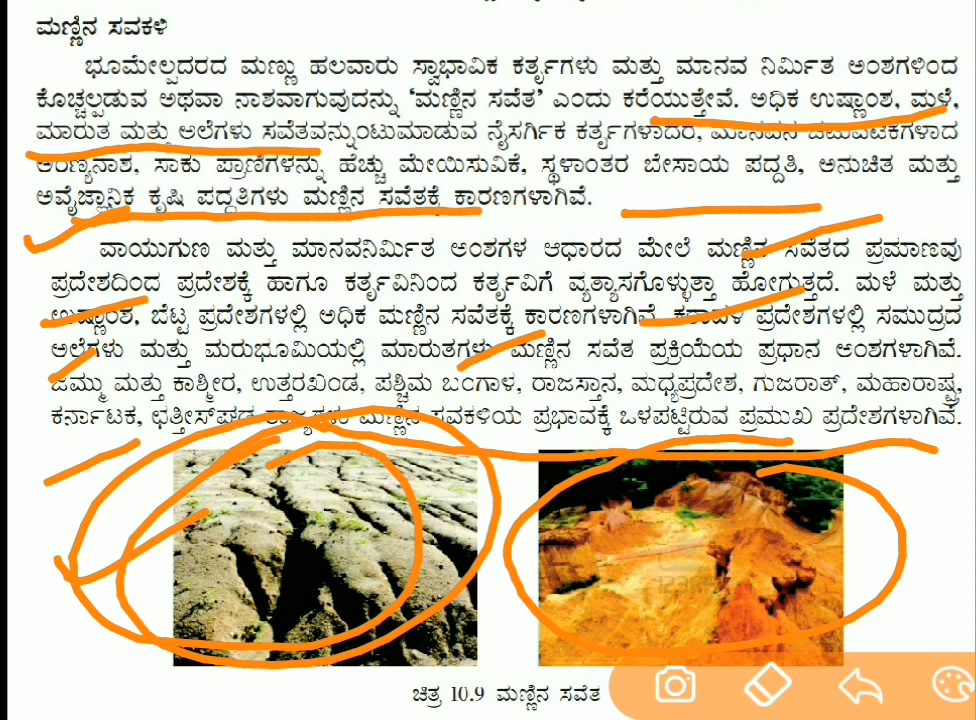 ಮಣ್ಣಿನ ಸವಕಳಿ
ಭೂಮೇಲ್ಪದರದ ಮಣ್ಣು ಹಲವಾರು ಸ್ವಾಭಾವಿಕ ಕರ್ತೃಗಳು ಮತ್ತು ಮಾನವ ನಿರ್ಮಿತ ಅಂಶಗಳಿಂದ
ಕೊಚ್ಚಲ್ಪಡುವ ಅಥವಾ ನಾಶವಾಗುವುದನ್ನು ‘ಮಣ್ಣಿನ ಸವೆತ’ ಎಂದು ಕರೆಯುತ್ತೇವೆ. ಅಧಿಕ ಉಷ್ಣಾಂಶ, ಮಳೆ,
ಮಾರುತ ಮತ್ತು ಅಲೆಗಳು ಸವೆತವನ್ನುಂಟುಮಾಡುವ ನೈಸರ್ಗಿಕ ಕರ್ತೃಗಳಾದರೆ, ಮಾನವನ ಚಟುವಟಿಕೆಗಳಾದ
ಅರಣ್ಯನಾಶ, ಸಾಕು ಪ್ರಾಣಿಗಳನ್ನು ಹೆಚ್ಚು ಮೇಯಿಸುವಿಕೆ, ಸ್ಥಳಾಂತರ ಬೇಸಾಯ ಪದ್ಧತಿ, ಅನುಚಿತ ಮತ್ತು
ಅವೈಜ್ಞಾನಿಕ ಕೃಷಿ ಪದ್ಧತಿಗಳು ಮಣ್ಣಿನ ಸವೆತಕ್ಕೆ ಕಾರಣಗಳಾಗಿವೆ.
ವಾಯುಗುಣ ಮತ್ತು ಮಾನವನಿರ್ಮಿತ ಅಂಶಗಳ ಆಧಾರದ ಮೇಲೆ ಮಣ್ಣಿನ ಸವೆತದ ಪ್ರಮಾಣವು
ಪ್ರದೇಶದಿಂದ ಪ್ರದೇಶಕ್ಕೆ ಹಾಗೂ ಕರ್ತೃವಿನಿಂದ ಕರ್ತೃವಿಗೆ ವ್ಯತ್ಯಾಸಗೊಳ್ಳುತ್ತಾ ಹೋಗುತ್ತದೆ. ಮಳೆ ಮತ್ತು
ಉಷ್ಣಾಂಶ, ಬೆಟ್ಟ ಪ್ರದೇಶಗಳಲ್ಲಿ ಅಧಿಕ ಮಣ್ಣಿನ ಸವೆತಕ್ಕೆ ಕಾರಣಗಳಾಗಿವೆ. ಕರಾವಳಿ ಪ್ರದೇಶಗಳಲ್ಲಿ ಸಮುದ್ರದ
ಅಲೆಗಳು ಮತ್ತು ಮರುಭೂಮಿಯಲ್ಲಿ ಮಾರುತಗಳು ಮಣ್ಣಿನ ಸವೆತ ಪ್ರಕ್ರಿಯೆಯ ಪ್ರಧಾನ ಅಂಶಗಳಾಗಿವೆ.
ಜಮ್ಮು ಮತ್ತು ಕಾಶ್ಮೀರ, ಉತ್ತರಖಂಡ, ಪಶ್ಚಿಮ ಬಂಗಾಳ, ರಾಜಸ್ತಾನ, ಮಧ್ಯಪ್ರದೇಶ, ಗುಜರಾತ್, ಮಹಾರಾಷ್ಟ್ರ,
ಕರ್ನಾಟಕ, ಛತ್ತೀಸ್‌ಘಡ ರಾಜ್ಯಗಳು ಮಣ್ಣಿನ ಸವಕಳಿಯ ಪ್ರಭಾವಕ್ಕೆ ಒಳಪಟ್ಟಿರುವ ಪ್ರಮುಖ ಪ್ರದೇಶಗಳಾಗಿವೆ.
ಚಿತ್ರ 10.9 ಮಣ್ಣಿನ ಸವೆತ